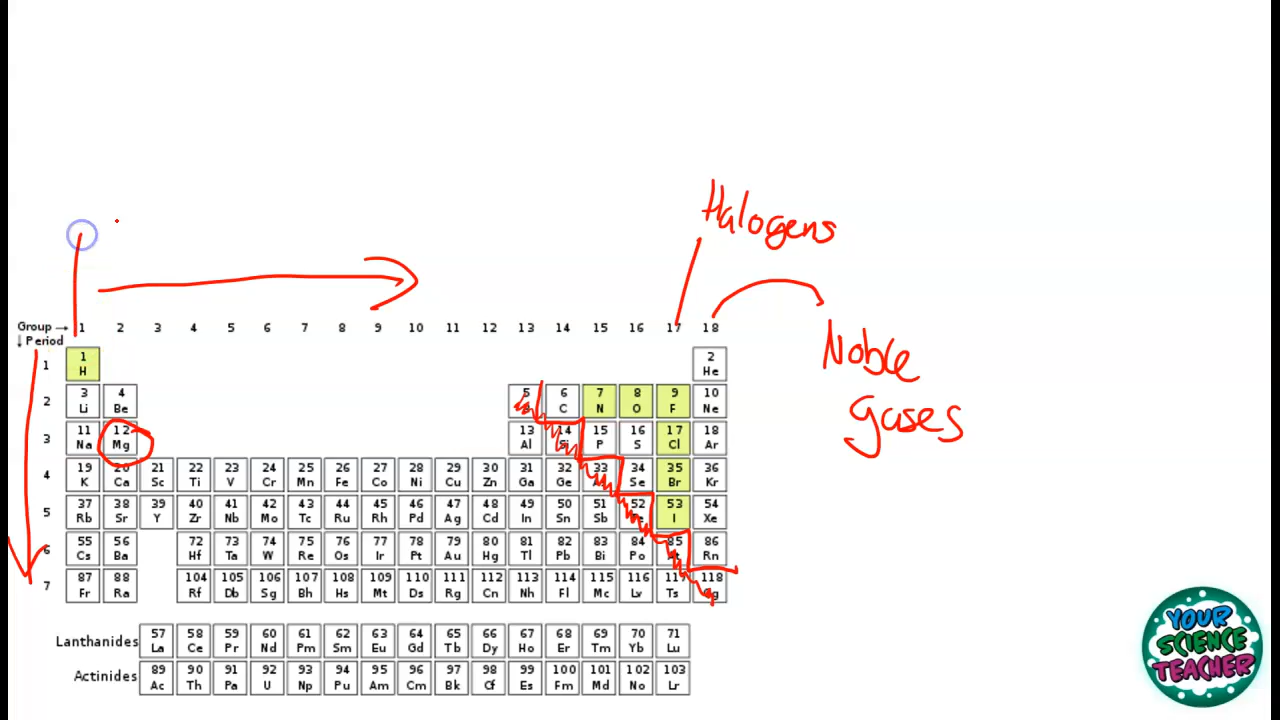 Halogens
Noble
gases
Group → 1 2 3 4 5 6 7 8 9 10 11 12 13 14 15 16 17 18
↓ Period
1 1 2
H He
2 3 4 5 6 7 8 9 10
Li Be C N O F Ne
3 11 12 13 14 15 16 17 18
Na Mg Al Si P S Cl Ar
4 19 20 21 22 23 24 25 26 27 28 29 30 31 32 33 34 35 36
K Ca Sc Ti V Cr Mn Fe Co Ni Cu Zn Ga Ge Se Br Kr
5 37 38 39 40 41 42 43 44 45 46 47 48 49 50 51 52 53 54
Rb Sr Y Zr Nb Mo Tc Ru Rh Pd Ag Cd In Sn Sb I Xe
6 55 56 72 73 74 75 76 77 78 79 80 81 82 83 84 85 86
Cs Ba Hf Ta W Re Os Ir Pt Au Hg Tl Pb Bi Po At Rn
7 87 88 104 105 106 107 108 109 110 111 112 113 114 115 116 117 118
Fr Ra Rf Db Sg Bh Hs Mt Ds Rg Cn Nh Fl Mc Lv Ts
Lanthanides 57 58 59 60 61 62 63 64 65 66 67 68 69 70 71
La Ce Pr Nd Pm Sm Eu Gd Tb Dy Ho Er Tm Yb Lu
Actinides 89 90 91 92 93 94 95 96 97 98 99 100 101 102 103
Ac Th Pa U Np Pu Am Cm Bk Cf Es Fm Md No Lr
YOUR
SCIENCE
TEACHER